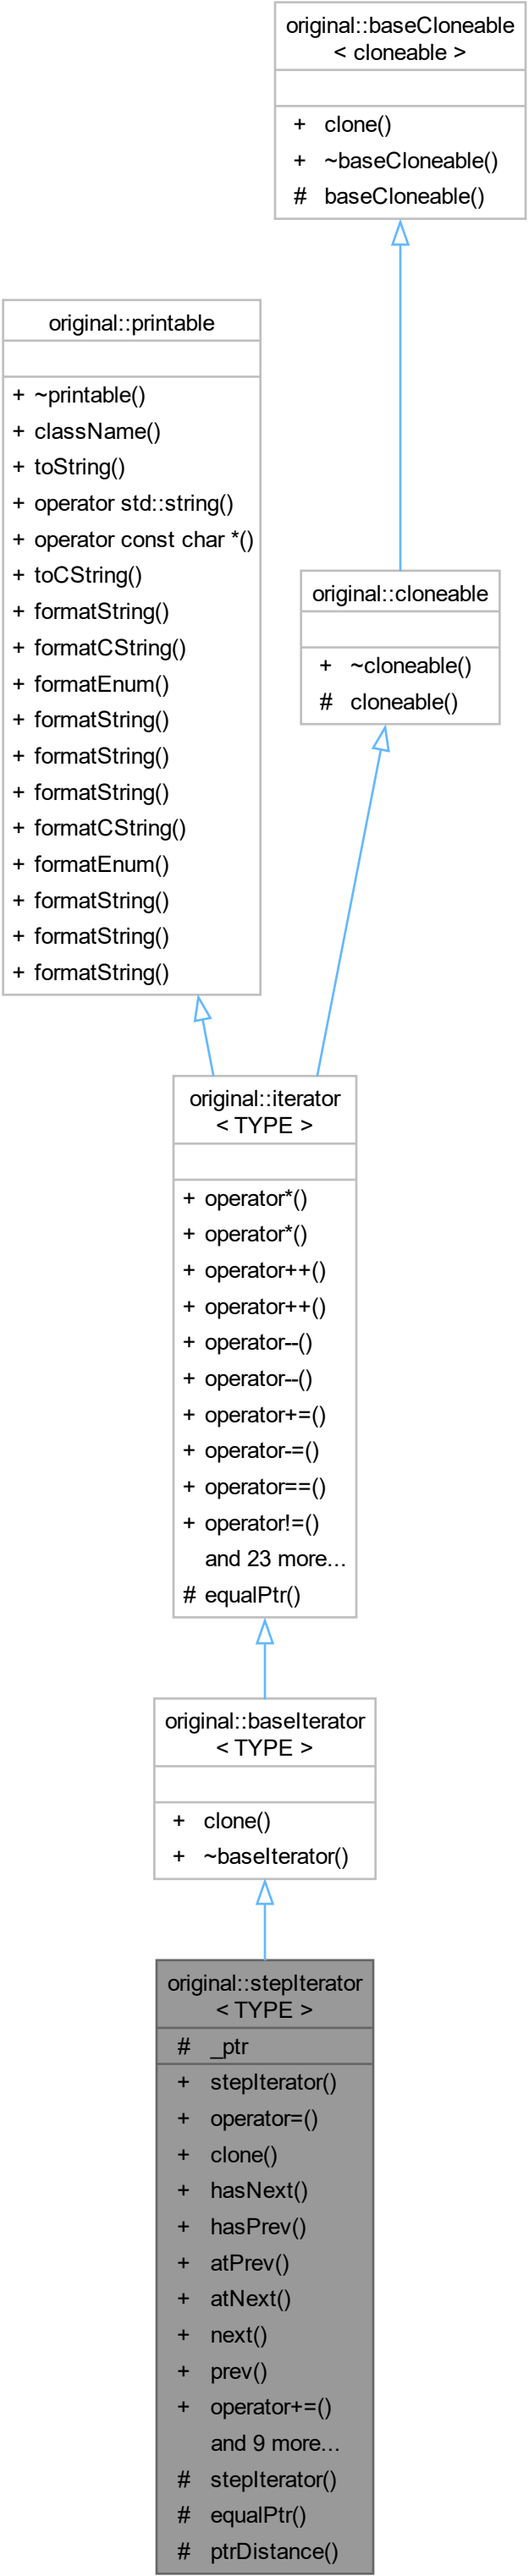 original::baseCloneable
< cloneable >
+ clone()
+ ~baseCloneable()
# baseCloneable()
original::printable
+ ~printable()
+ className()
+ toString()
+ operator std::string()
+ operator const char *()
+ toCString()
+ formatString()
+ formatCString()
+ formatEnum()
+ formatString()
+ formatString()
+ formatString()
+ formatCString()
+ formatEnum()
+ formatString()
+ formatString()
+ formatString()
original::cloneable
+ ~cloneable()
# cloneable()
original::iterator
< TYPE >
+ operator*()
+ operator*()
+ operator++()
+ operator++()
+ operator--()
+ operator--()
+ operator+=()
+ operator-=()
+ operator==()
+ operator!=()
and 23 more...
# equalPtr()
original::baseIterator
< TYPE >
+ clone()
+ ~baseIterator()
original::stepIterator
< TYPE >
# _ptr
+ stepIterator()
+ operator=()
+ clone()
+ hasNext()
+ hasPrev()
+ atPrev()
+ atNext()
+ next()
+ prev()
+ operator+=()
and 9 more...
# stepIterator()
# equalPtr()
# ptrDistance()